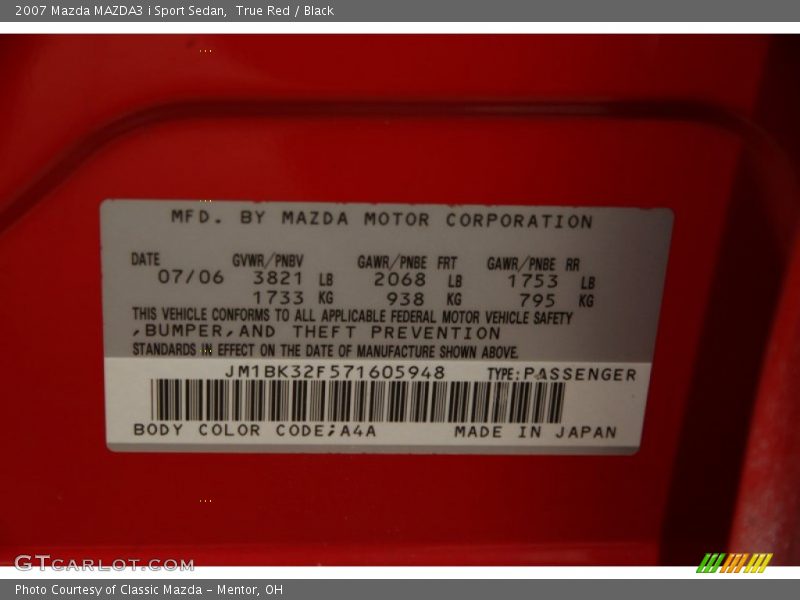 2007 Mazda MAZDA3 i Sport Sedan,  True Red / Black
MFD. BY MAZDA MOTOR CORPORATION
DATE GVWR/PNBV GAWR/PNBE FRT GAWR/PNBE RR
07/06 3821 LB 2068 LB 1753 LB
1733 KG 938 KG 795 KG
THIS VEHICLE CONFORMS TO ALL APPLICABLE FEDERAL MOTOR VEHICLE SAFETY
,BUMPER,AND THEFT PREVENTION
STANDARDS IN EFFECT ON THE DATE OF MANUFACTURE SHOWN ABOVE.
JM1BK32F571605948 TYPE:PASSENGER
BODY COLOR CODE;A4A MADE IN JAPAN
GTCARLOT.COM
Photo Courtesy of Classic Mazda - Mentor, OH